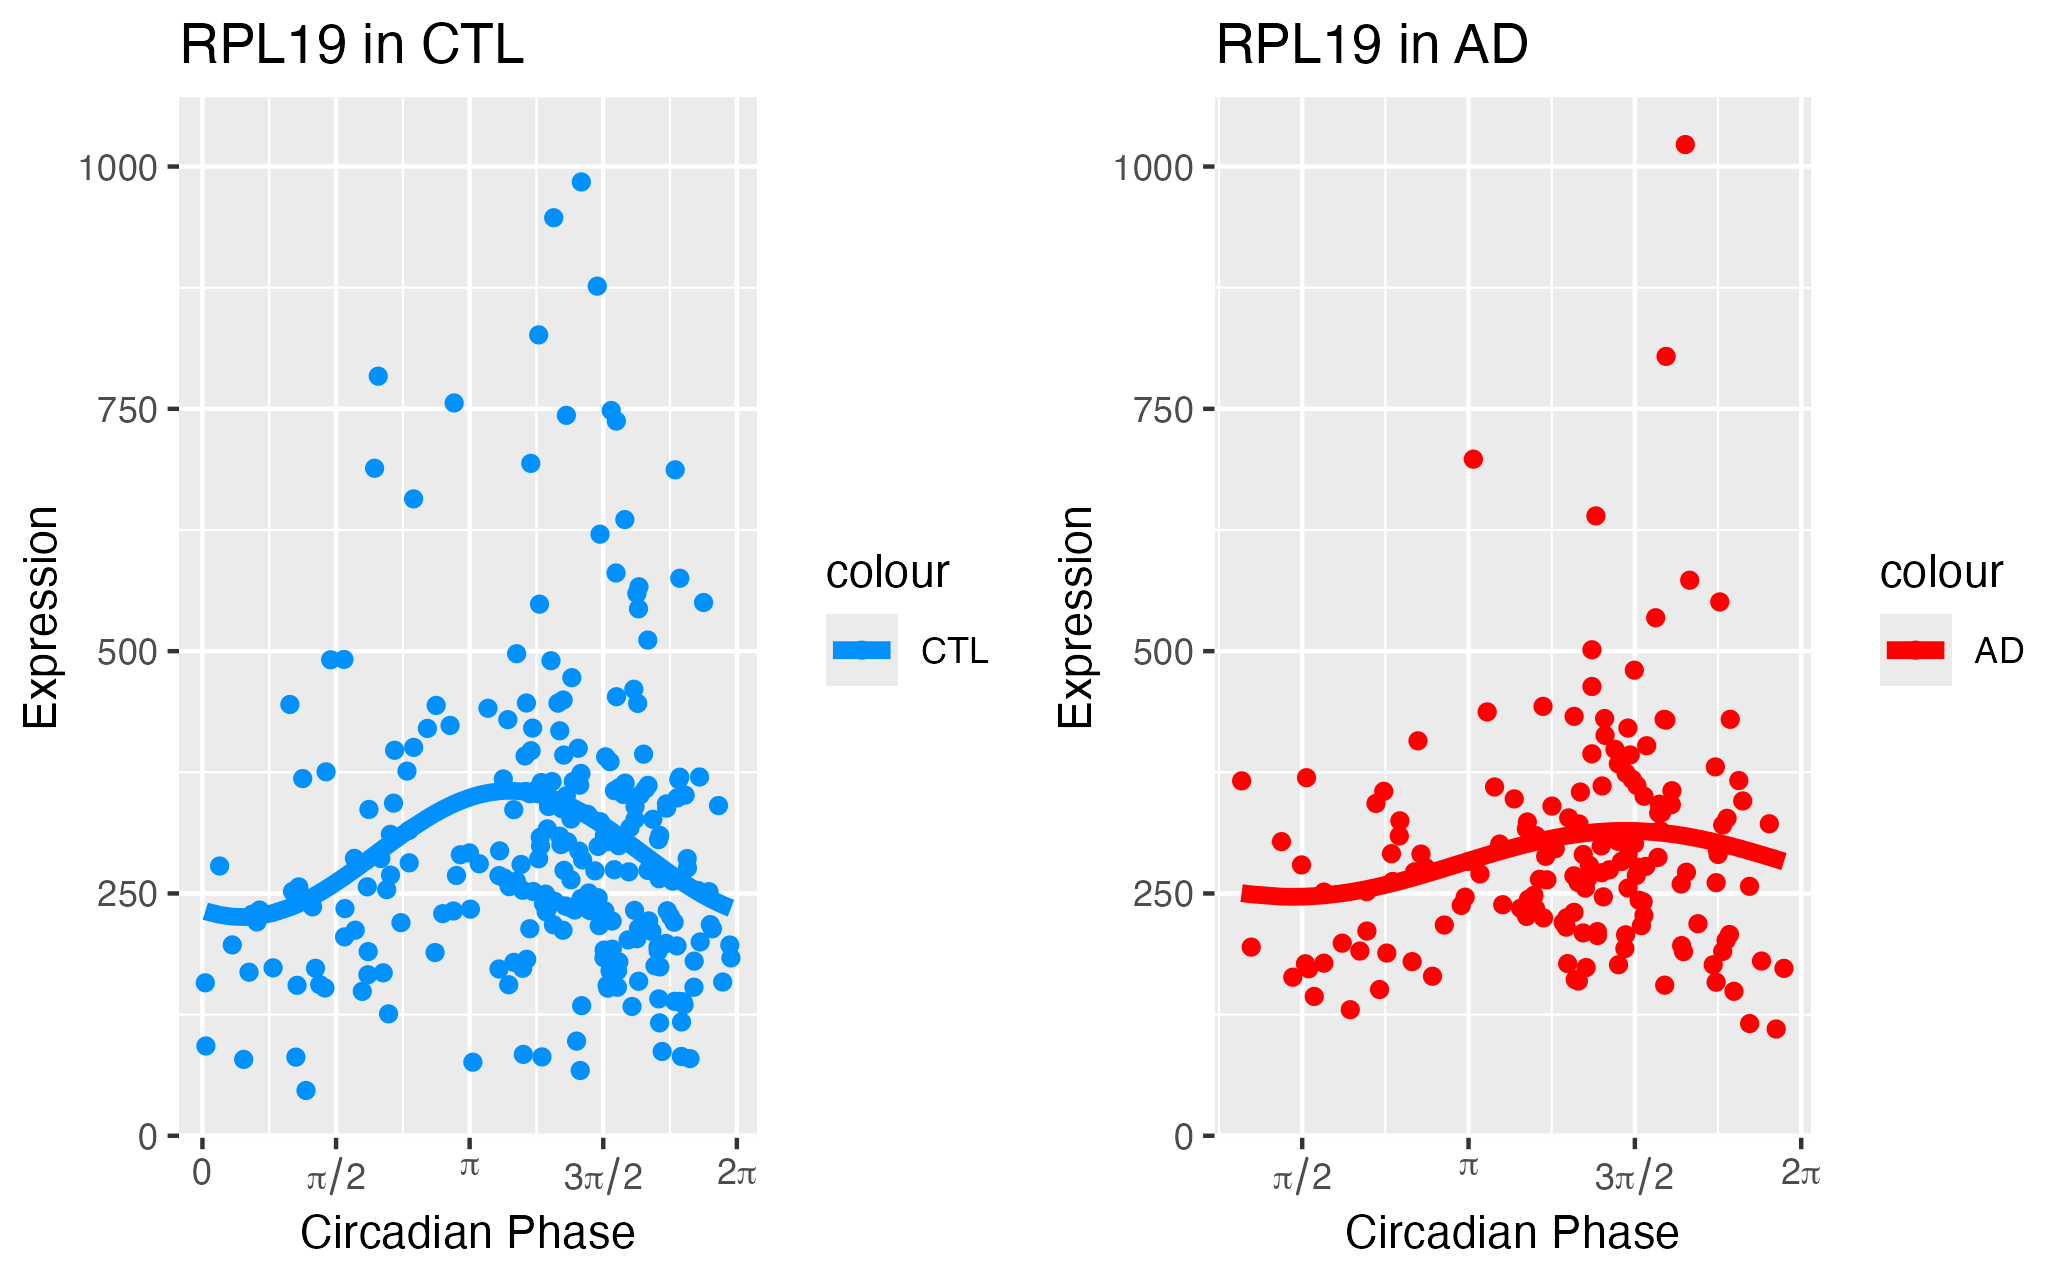 RPL19 in CTL
1000
750
500
250
0
0
π/2
π
3π/2
2π
Circadian Phase
Expression
colour
CTL
RPL19 in AD
1000
750
500
250
0
π/2
π
3π/2
2π
Circadian Phase
Expression
colour
AD